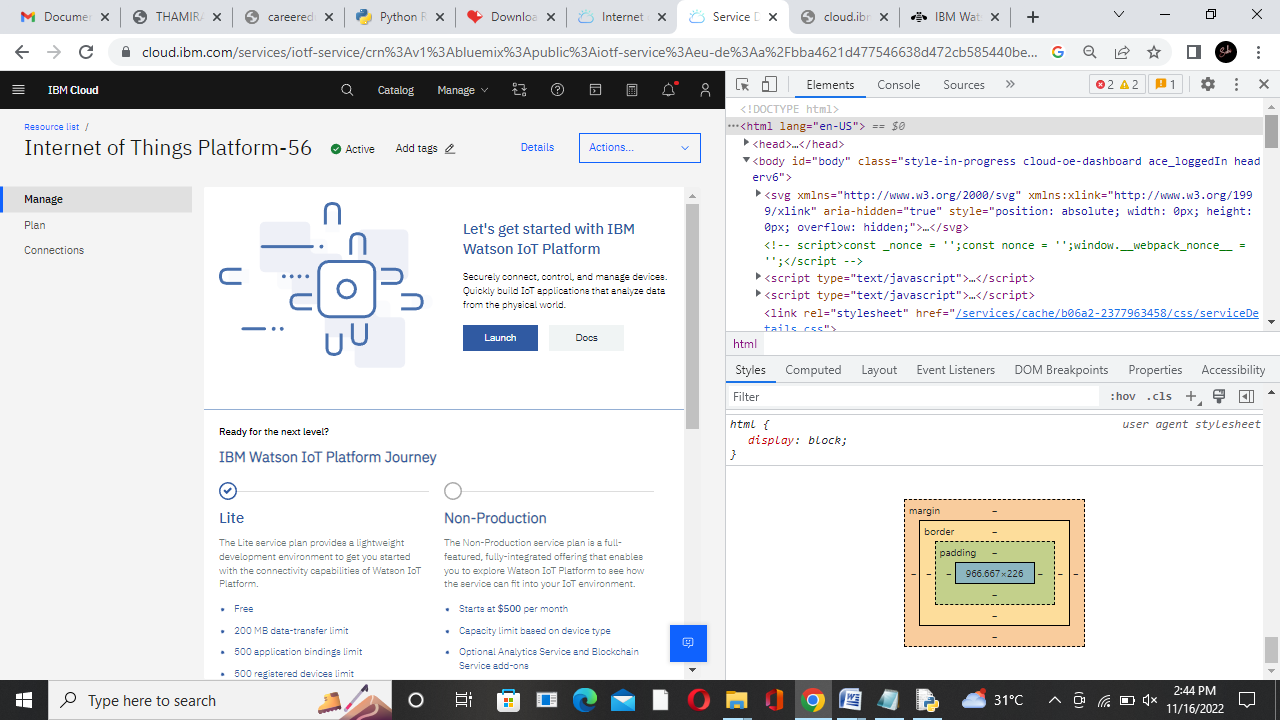 Docume
THAMIRA
careered
Python R
Downloa
Internet
Service D
cloud.ibm
IBM Wat
cloud.ibm.com/services/iotf-service/crn%3Av1%3Abluemix%3Apublic%3Aiotf-service%3Aeu-de%3Aa%2Fbba4621d477546638d472cb585440be...
IBM Cloud
Catalog
Manage
Resource list /
Internet of Things Platform-56
Active
Add tags
Details
Actions...
Manage
Plan
Connections
Let's get started with IBM
Watson IoT Platform
Securely connect, control, and manage devices.
Quickly build IoT applications that analyze data
from the physical world.
Launch
Docs
Ready for the next level?
IBM Watson IoT Platform Journey
Lite
The Lite service plan provides a lightweight
development environment to get you started
with the connectivity capabilities of Watson IoT
Platform.
• Free
• 200 MB data-transfer limit
• 500 application bindings limit
• 500 registered devices limit
Non-Production
The Non-Production service plan is a full-
featured, fully-integrated offering that enables
you to explore Watson IoT Platform to see how
the service can fit into your IoT environment.
• Starts at $500 per month
• Capacity limit based on device type
• Optional Analytics Service and Blockchain
Service add-ons
Elements
Console
Sources
2
2
1
<!DOCTYPE html>
<html lang="en-US"> == $0
<head>…</head>
<body id="body" class="style-in-progress cloud-oe-dashboard ace_loggedIn head
erv6">
<svg xmlns="http://www.w3.org/2000/svg" xmlns:xlink="http://www.w3.org/199
9/xlink" aria-hidden="true" style="position: absolute; width: 0px; height:
0px; overflow: hidden;">…</svg>
<!-- script>const _nonce = '';const nonce = '';window.__webpack_nonce__ =
'';</script -->
<script type="text/javascript">…</script>
<script type="text/javascript">…</script>
<link rel="stylesheet" href="/services/cache/b06a2-2377963458/css/serviceDe
tails.css">
html
Styles
Computed
Layout
Event Listeners
DOM Breakpoints
Properties
Accessibility
Filter
:hov
.cls
html {
user agent stylesheet
display: block;
}
margin
–
border
–
padding
–
– – – 966.667×226 – – –
–
–
–
Type here to search
31°C
2:44 PM
11/16/2022